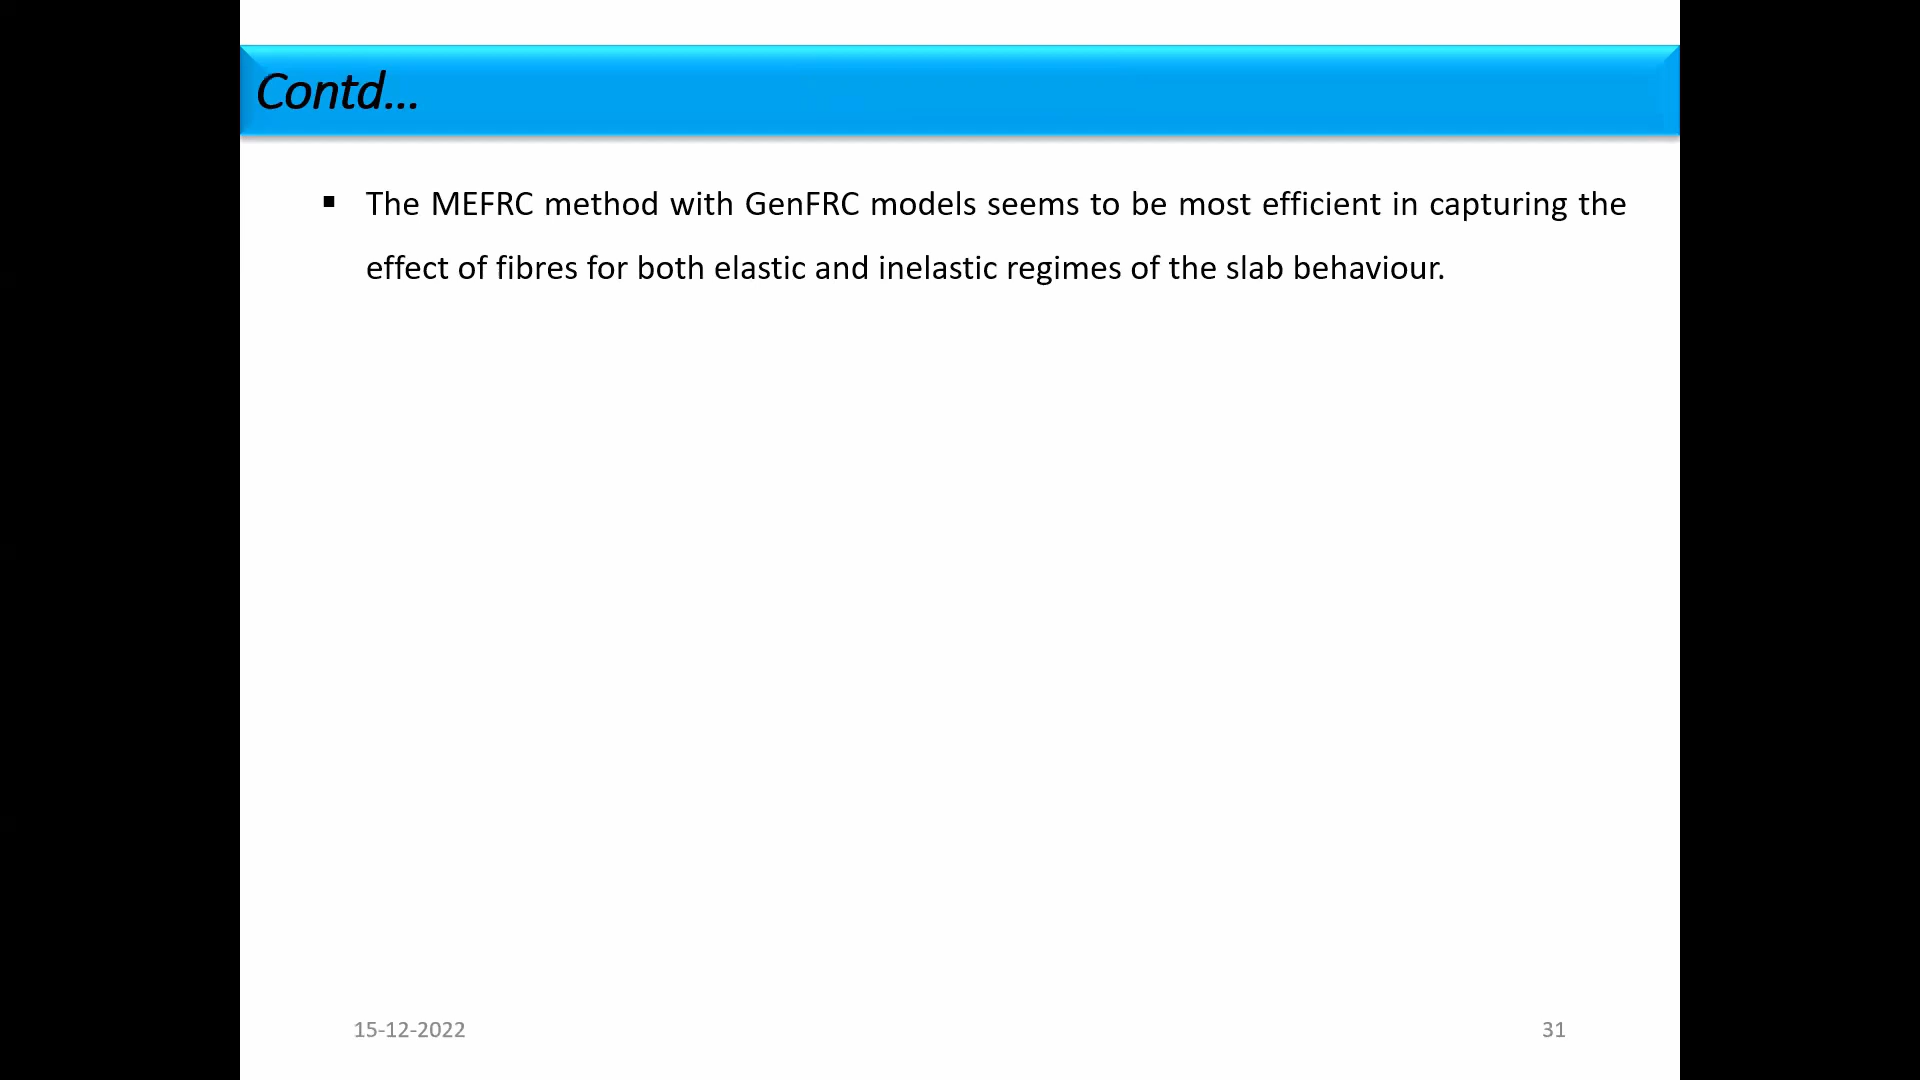 Contd...
▪ The MEFRC method with GenFRC models seems to be most efficient in capturing the
effect of fibres for both elastic and inelastic regimes of the slab behaviour.
15-12-2022
31